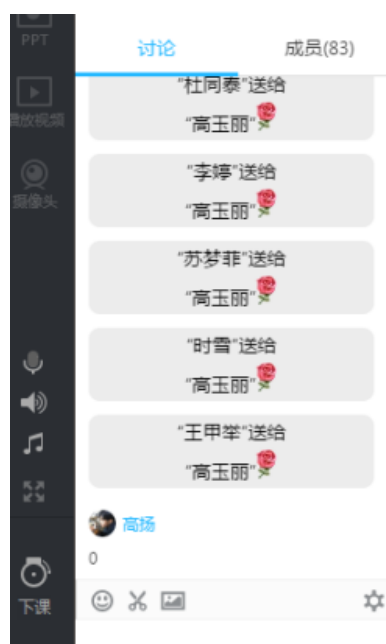 PPT
讨论
成员(83)
播放视频
摄像头
"杜同泰"送给
"高玉丽"
"李婷"送给
"高玉丽"
"苏梦菲"送给
"高玉丽"
"时雪"送给
"高玉丽"
"王甲举"送给
"高玉丽"
高扬
0
下课